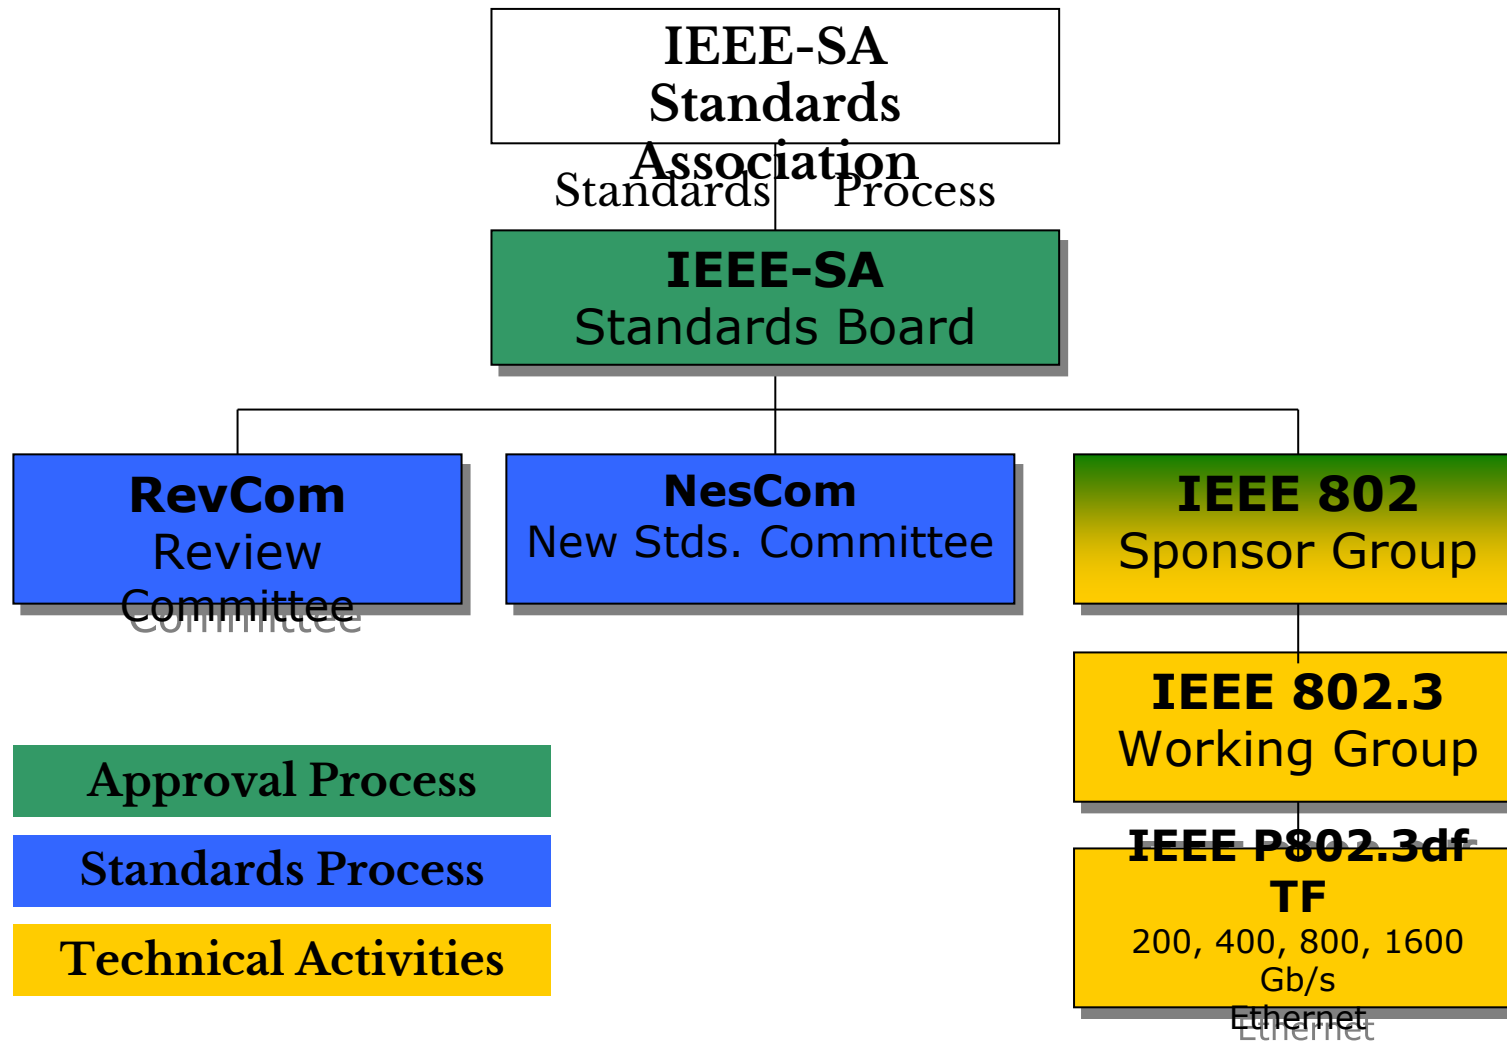 IEEE-SA
Standards
Association
Standards Process
IEEE-SA
Standards Board
RevCom
Review
Committee
NesCom
New Stds. Committee
IEEE 802
Sponsor Group
IEEE 802.3
Working Group
IEEE P802.3df
TF
200, 400, 800, 1600
Gb/s
Ethernet
Approval Process
Standards Process
Technical Activities